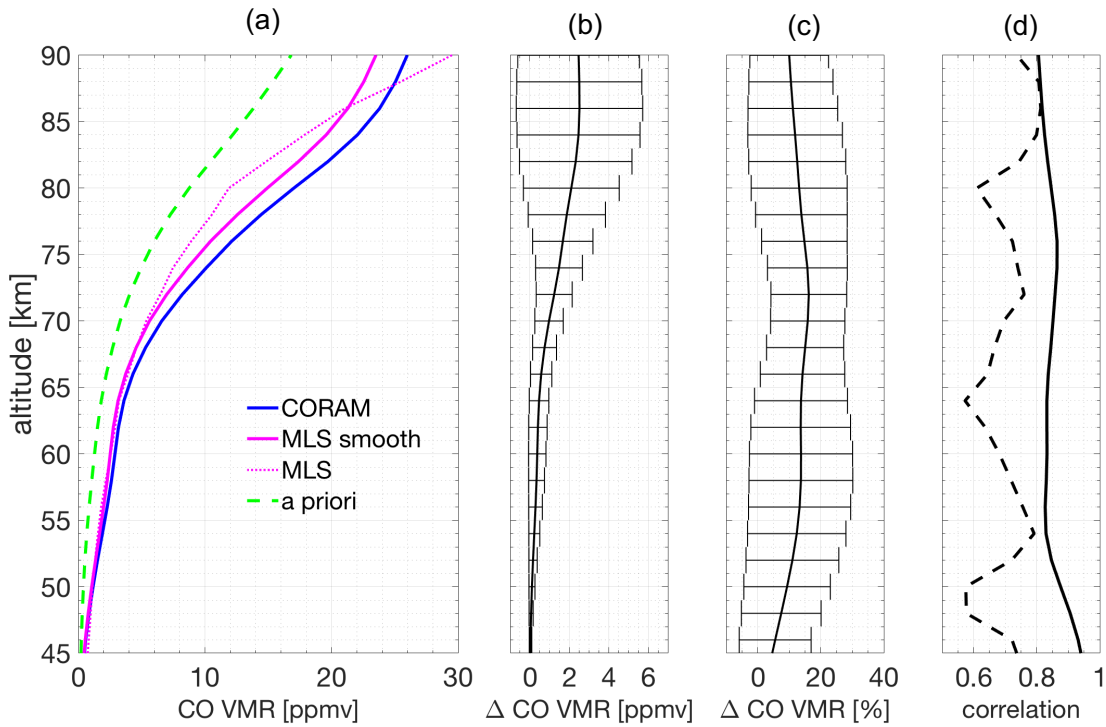 (a) (b) (c) (d)
90
85
80
75
70
65
60
55
50
45
altitude [km]
CORAM
MLS smooth
MLS
a priori
0 10 20 30
CO VMR [ppmv]
0 2 4 6
Δ CO VMR [ppmv]
0 20 40
Δ CO VMR [%]
0.6 0.8 1
correlation